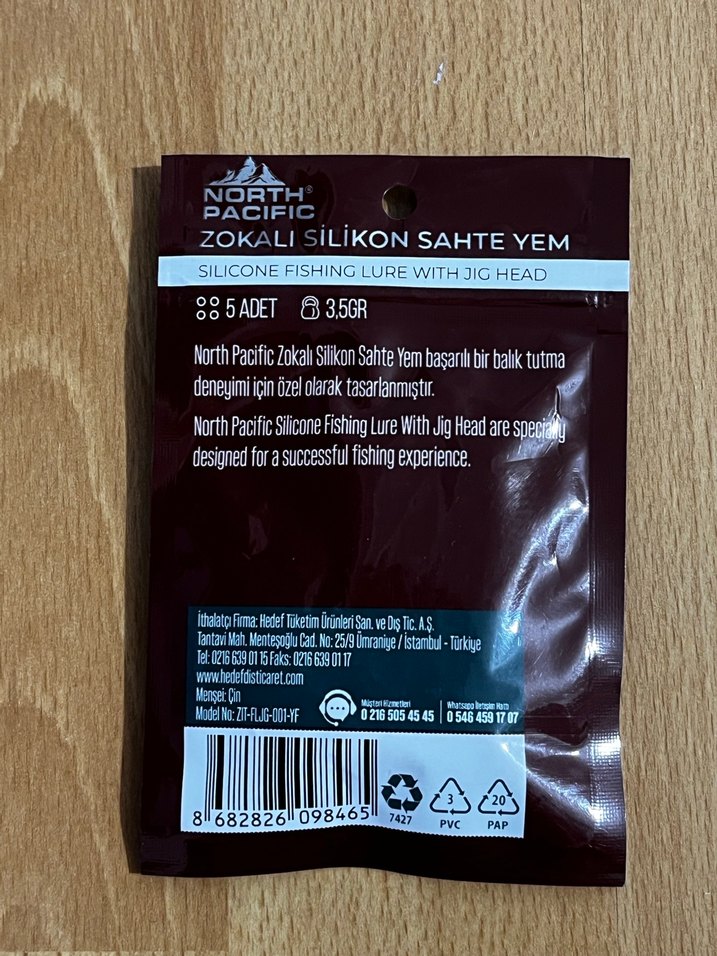 NORTH®
PACIFIC
ZOKALI SİLİKON SAHTE YEM
SILICONE FISHING LURE WITH JIG HEAD
5 ADET 3,5GR
North Pacific Zokalı Silikon Sahte Yem başarılı bir balık tutma
deneyimi için özel olarak tasarlanmıştır.
North Pacific Silicone Fishing Lure With Jig Head are specially
designed for a successful fishing experience.
İthalatçı Firma: Hedef Tüketim Ürünleri San. ve Dış Tic. A.Ş.
Tantavi Mah. Menteşoğlu Cad. No: 25/9 Ümraniye / İstanbul - Türkiye
Tel: 0216 639 01 15 Faks: 0216 639 01 17
www.hedefdisticaret.com
Menşei: Çin
Model No: ZIT-FLJG-001-YF
Müşteri Hizmetleri
0 216 505 45 45
Whatsapp İletişim Hattı
0 546 459 17 07
8 682826 098465
7427
3
PVC
20
PAP